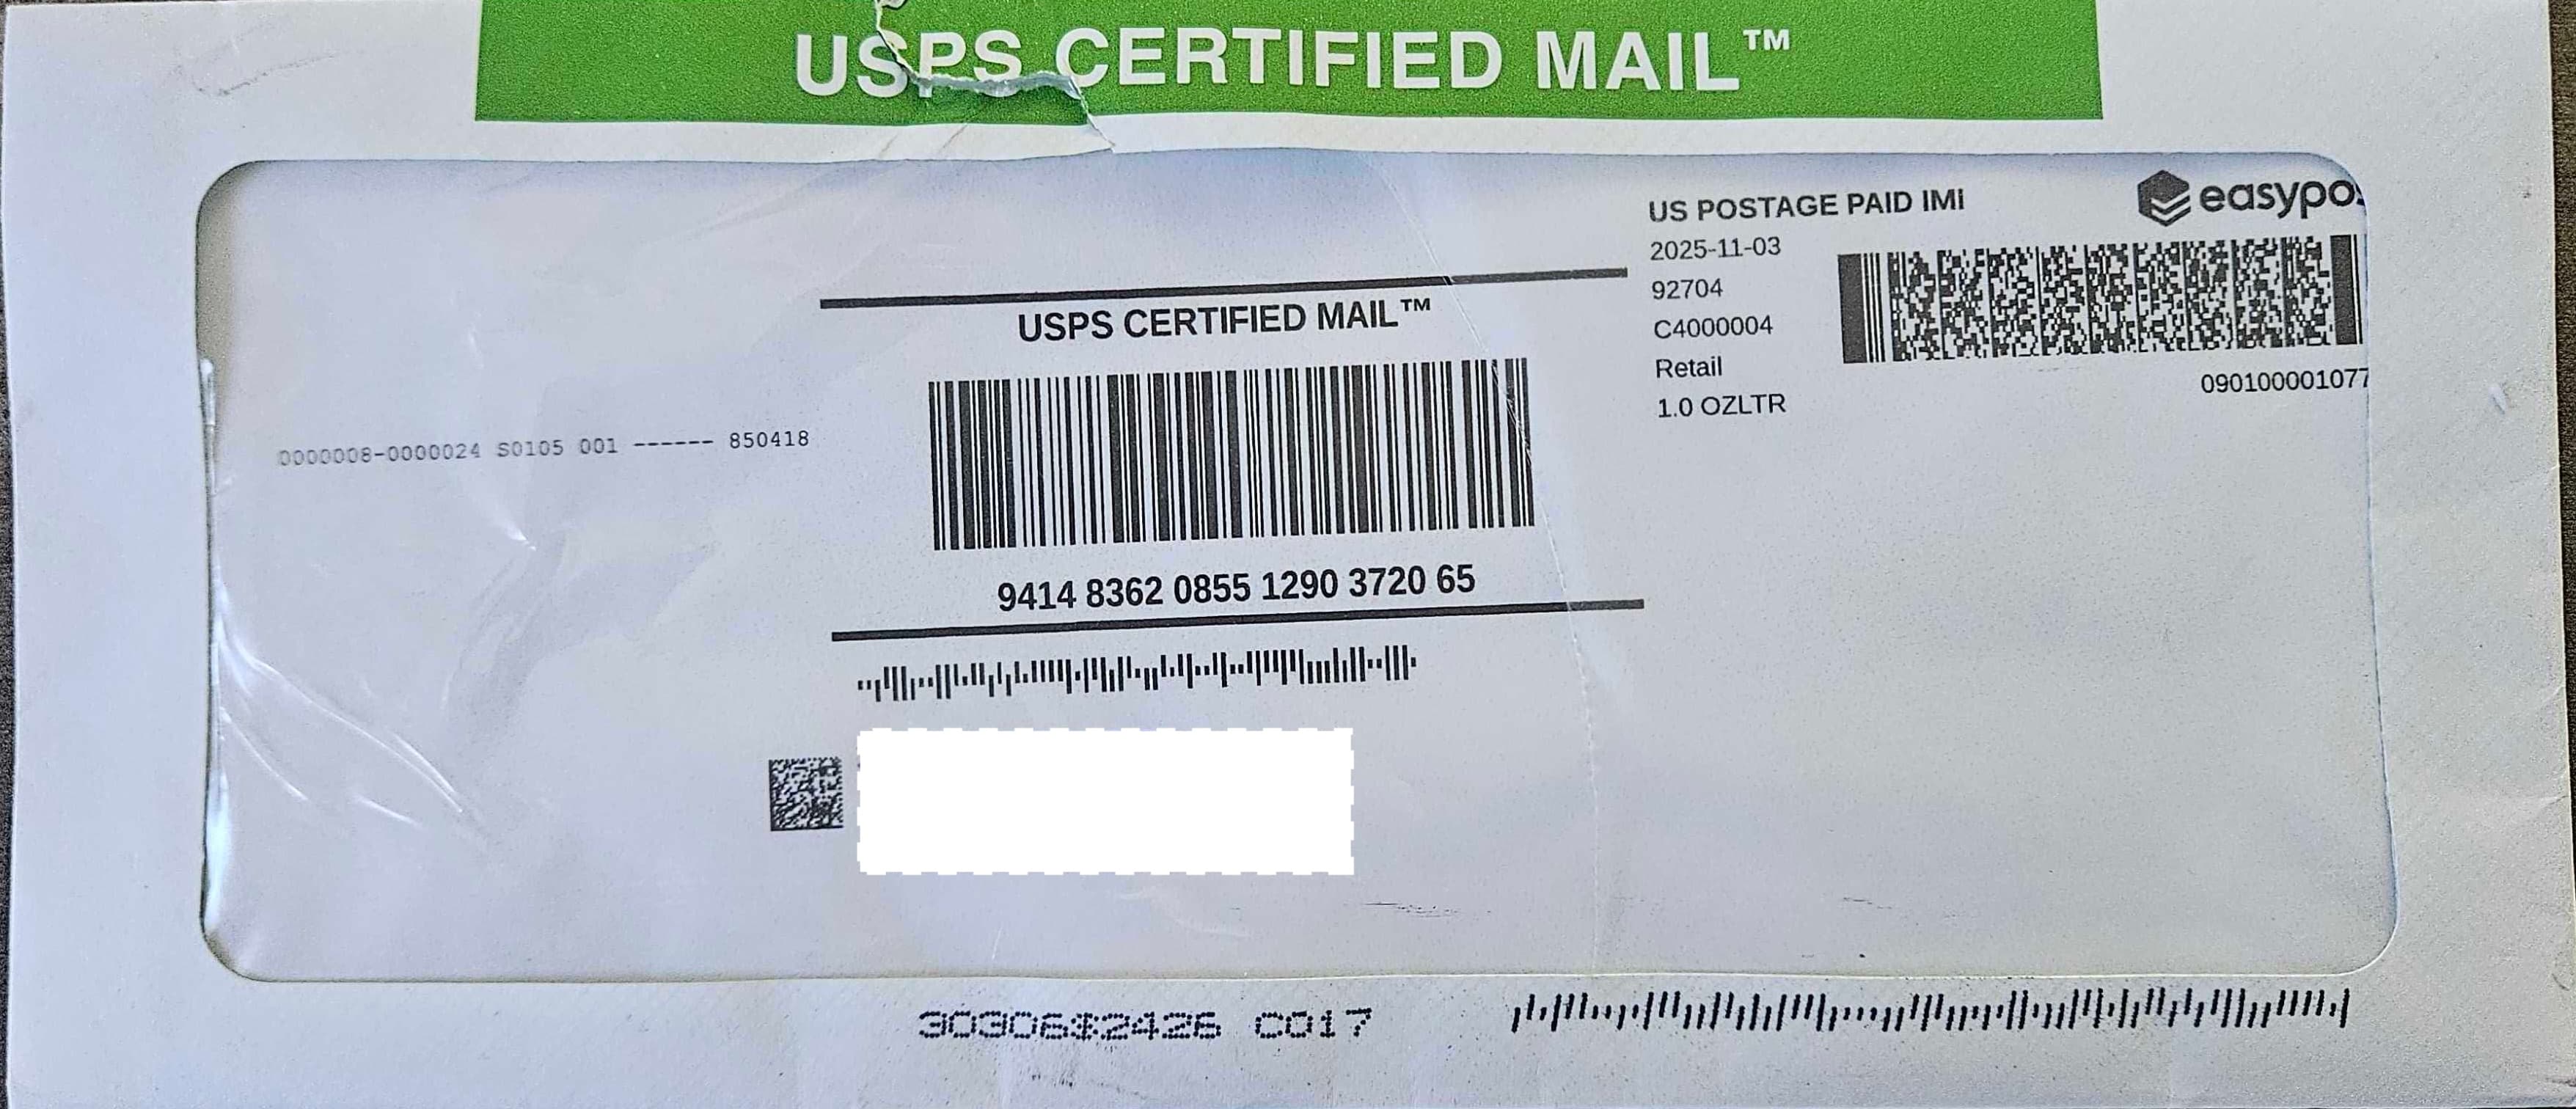 USPS CERTIFIED MAIL™
US POSTAGE PAID IMI
easypo
2025-11-03
92704
C4000004
Retail
1.0 OZLTR
090100001077
USPS CERTIFIED MAIL™
0000008-0000024 S0105 001 ------ 850418
9414 8362 0855 1290 3720 65
30306 2426 C017